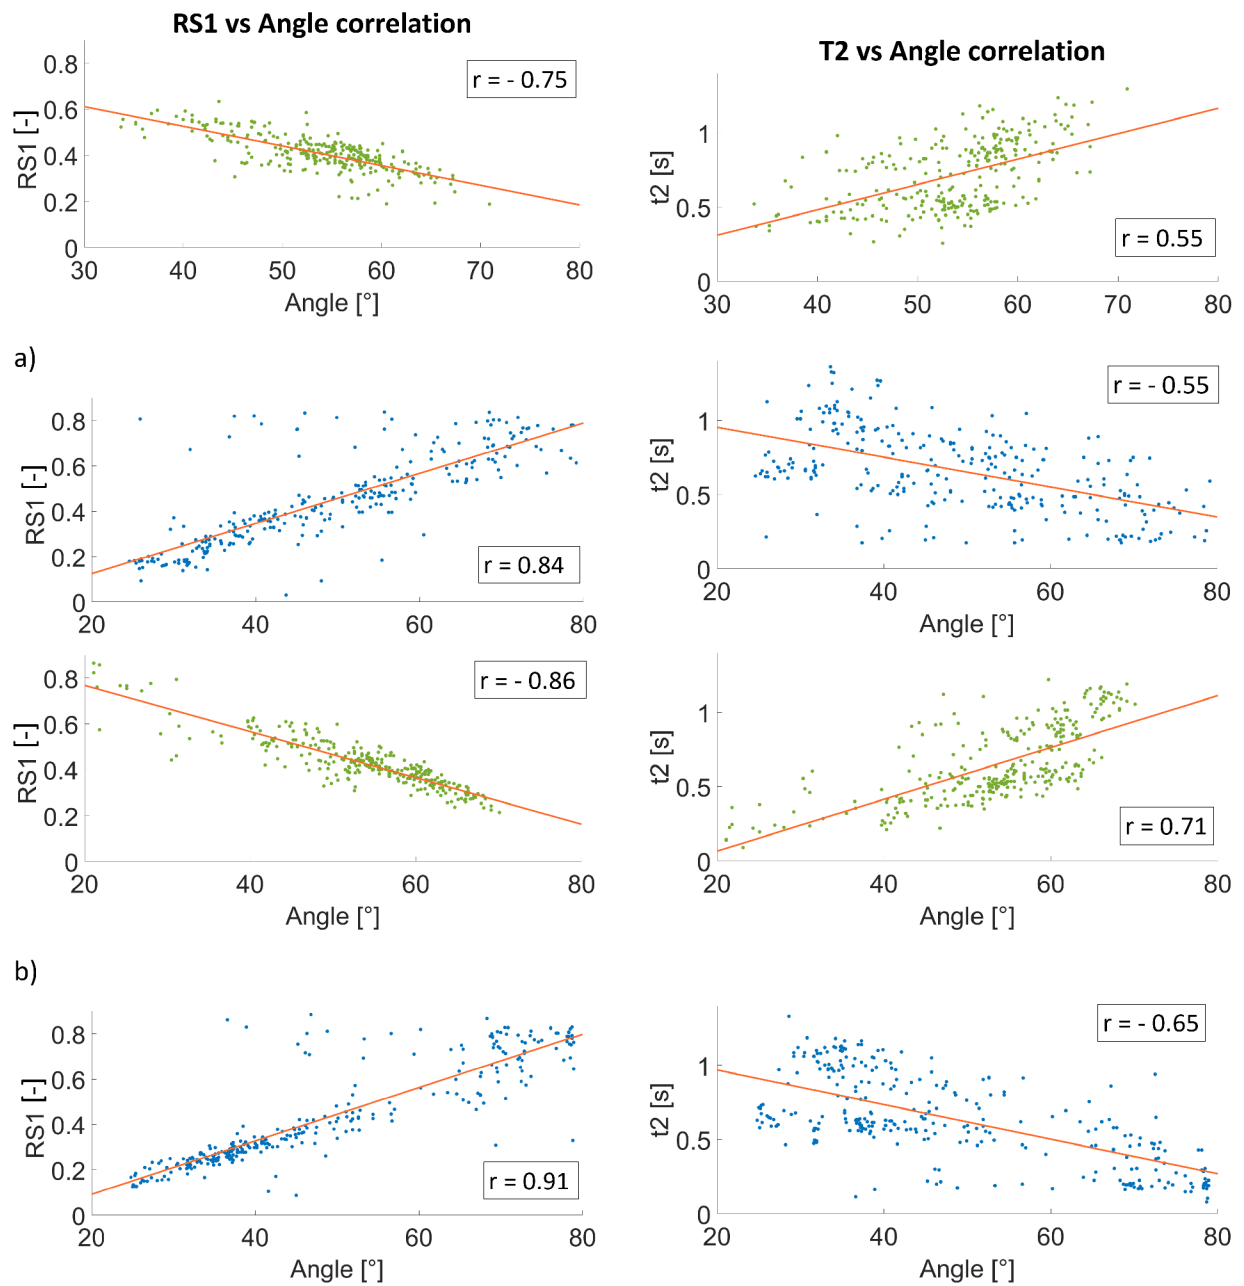 RS1 vs Angle correlation
T2 vs Angle correlation
r = - 0.75
RS1 [-]
0.8
0.6
0.4
0.2
0
30 40 50 60 70 80
Angle [°]
t2 [s]
1
0.5
0
r = 0.55
30 40 50 60 70 80
a)
RS1 [-]
0.8
0.6
0.4
0.2
0
r = 0.84
20 40 60 80
r = - 0.55
t2 [s]
1
0.5
0
20 40 60 80
Angle [°]
r = - 0.86
RS1 [-]
0.8
0.6
0.4
0.2
0
20 40 60 80
Angle [°]
t2 [s]
1
0.5
0
r = 0.71
20 40 60 80
Angle [°]
b)
RS1 [-]
0.8
0.6
0.4
0.2
0
r = 0.91
20 40 60 80
Angle [°]
r = - 0.65
t2 [s]
1
0.5
0
20 40 60 80
Angle [°]